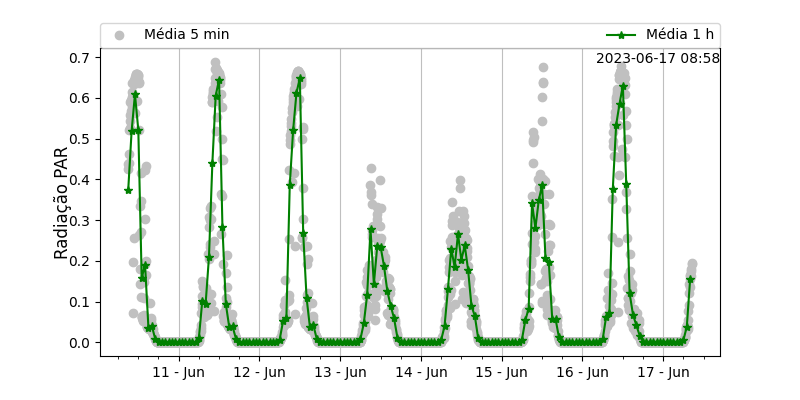 Média 5 min
Média 1 h
2023-06-17 08:58
Radiação PAR
0.7
0.6
0.5
0.4
0.3
0.2
0.1
0.0
11 - Jun
12 - Jun
13 - Jun
14 - Jun
15 - Jun
16 - Jun
17 - Jun